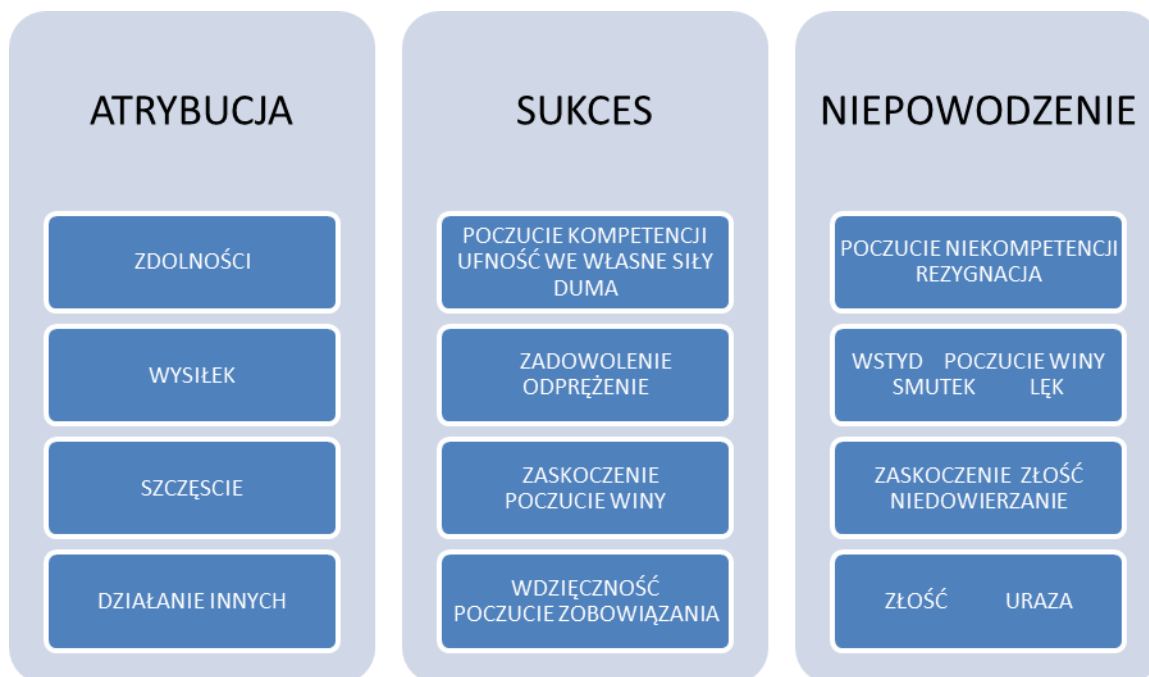 ATRYBUCJA
ZDOLNOŚCI
WYSIŁEK
SZCZĘSCIE
DZIAŁANIE INNYCH
SUKCES
POCZUCIE KOMPETENCJI
UFNOŚĆ WE WŁASNE SIŁY
DUMA
ZADOWOLENIE
ODPRĘŻENIE
ZASKOCZENIE
POCZUCIE WINY
WDZIĘCZNOŚĆ
POCZUCIE ZOBOWIĄZANIA
NIEPOWODZENIE
POCZUCIE NIEKOMPETENCJI
REZYGNACJA
WSTYD POCZUCIE WINY
SMUTEK LĘK
ZASKOCZENIE ZŁOŚĆ
NIEDOWIERZANIE
ZŁOŚĆ URAZA